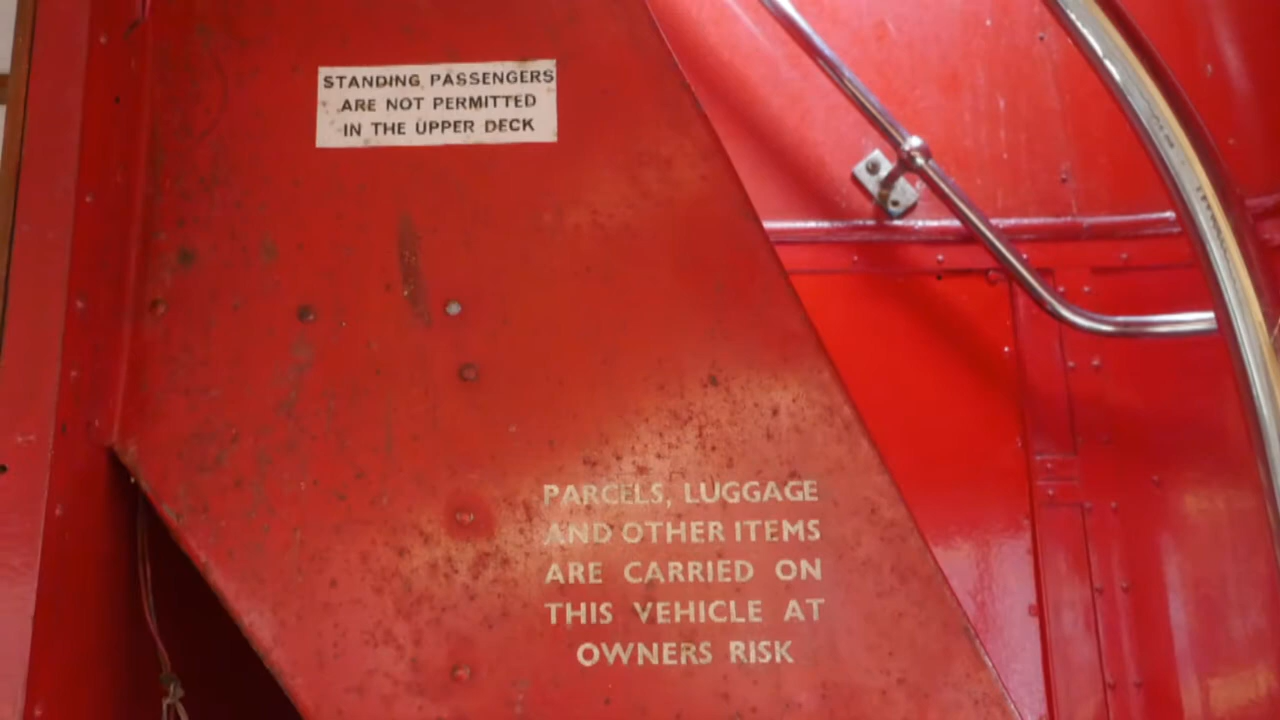 STANDING PASSENGERS
ARE NOT PERMITTED
IN THE UPPER DECK
PARCELS, LUGGAGE
AND OTHER ITEMS
ARE CARRIED ON
THIS VEHICLE AT
OWNERS RISK